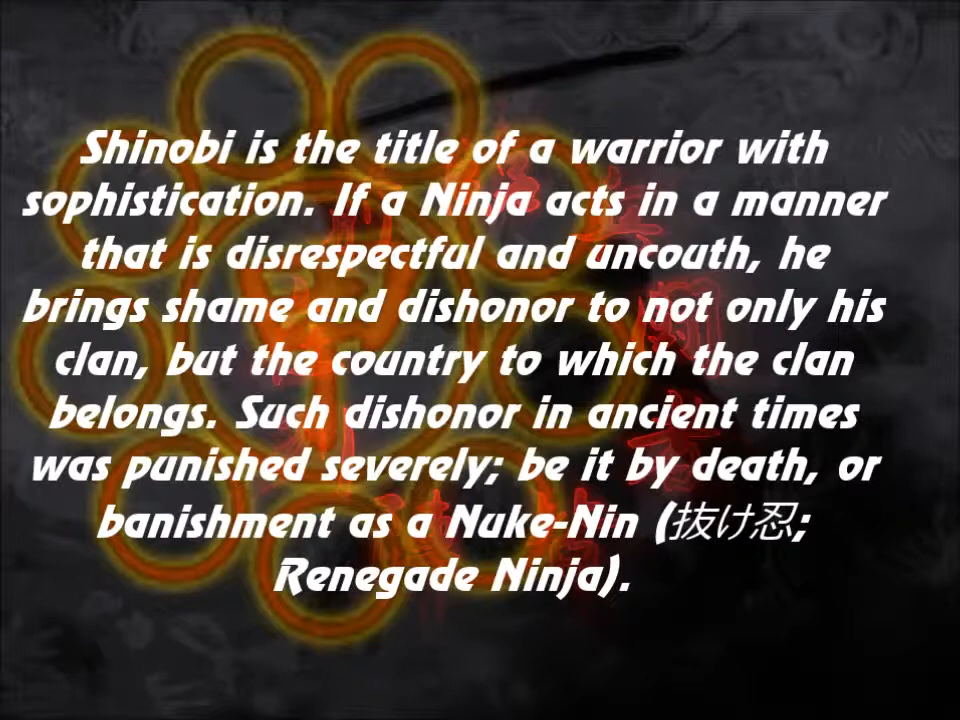 Shinobi is the title of a warrior with
sophistication. If a Ninja acts in a manner
that is disrespectful and uncouth, he
brings shame and dishonor to not only his
clan, but the country to which the clan
belongs. Such dishonor in ancient times
was punished severely; be it by death, or
banishment as a Nuke-Nin (抜け忍;
Renegade Ninja).